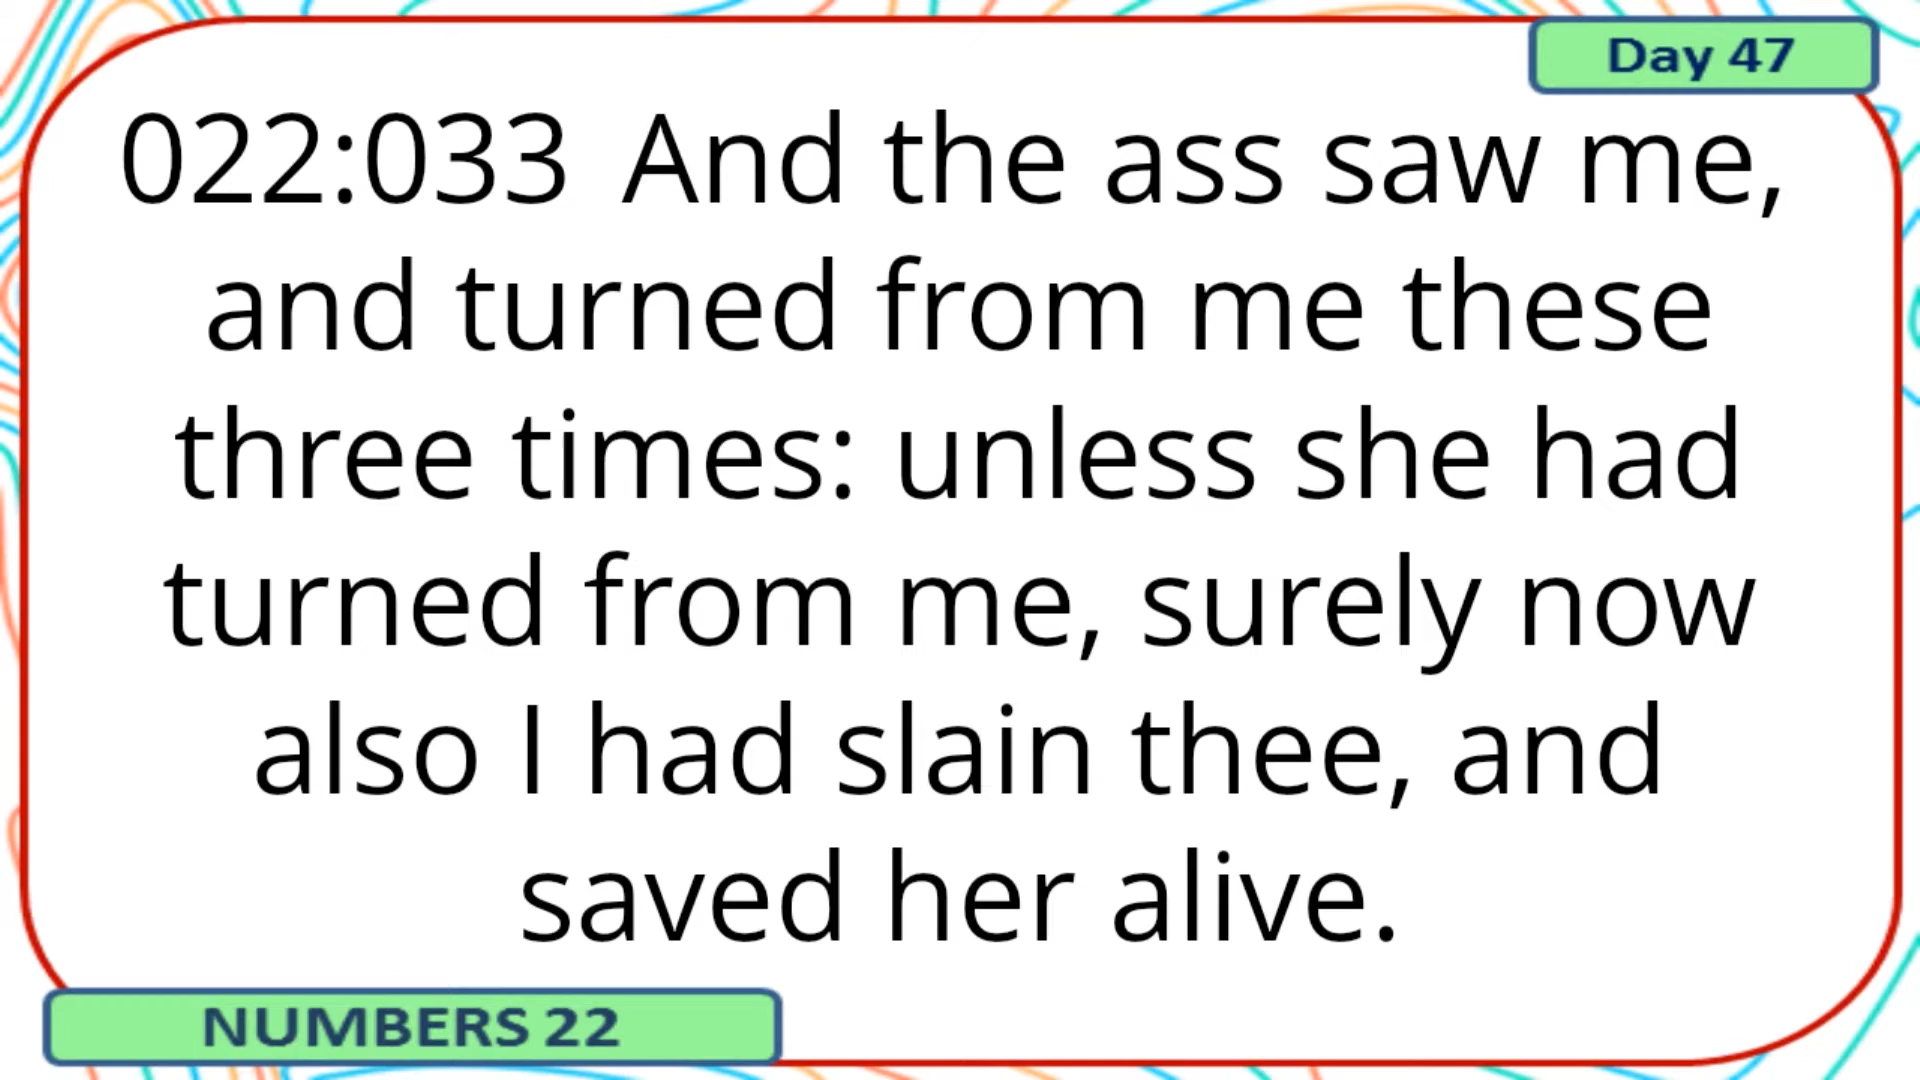 Day 47
022:033 And the ass saw me,
and turned from me these
three times: unless she had
turned from me, surely now
also I had slain thee, and
saved her alive.
NUMBERS 22